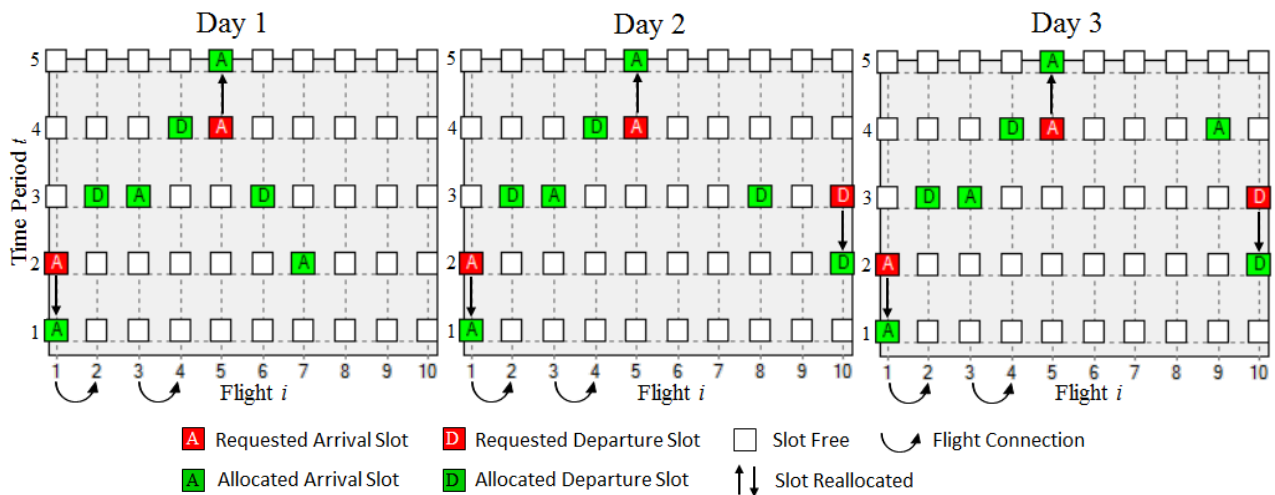 Day 1 Day 2 Day 3
5 A 5 A 5 A
4 D A 4 D A 4 D A A
3 D A D 3 D A D D 3 D A D
2 A A 2 A D 2 A D
1 A 1 A 1 A
Time Period t
1 2 3 4 5 6 7 8 9 10 1 2 3 4 5 6 7 8 9 10 1 2 3 4 5 6 7 8 9 10
Flight i Flight i Flight i
A Requested Arrival Slot D Requested Departure Slot Slot Free Flight Connection
A Allocated Arrival Slot D Allocated Departure Slot Slot Reallocated